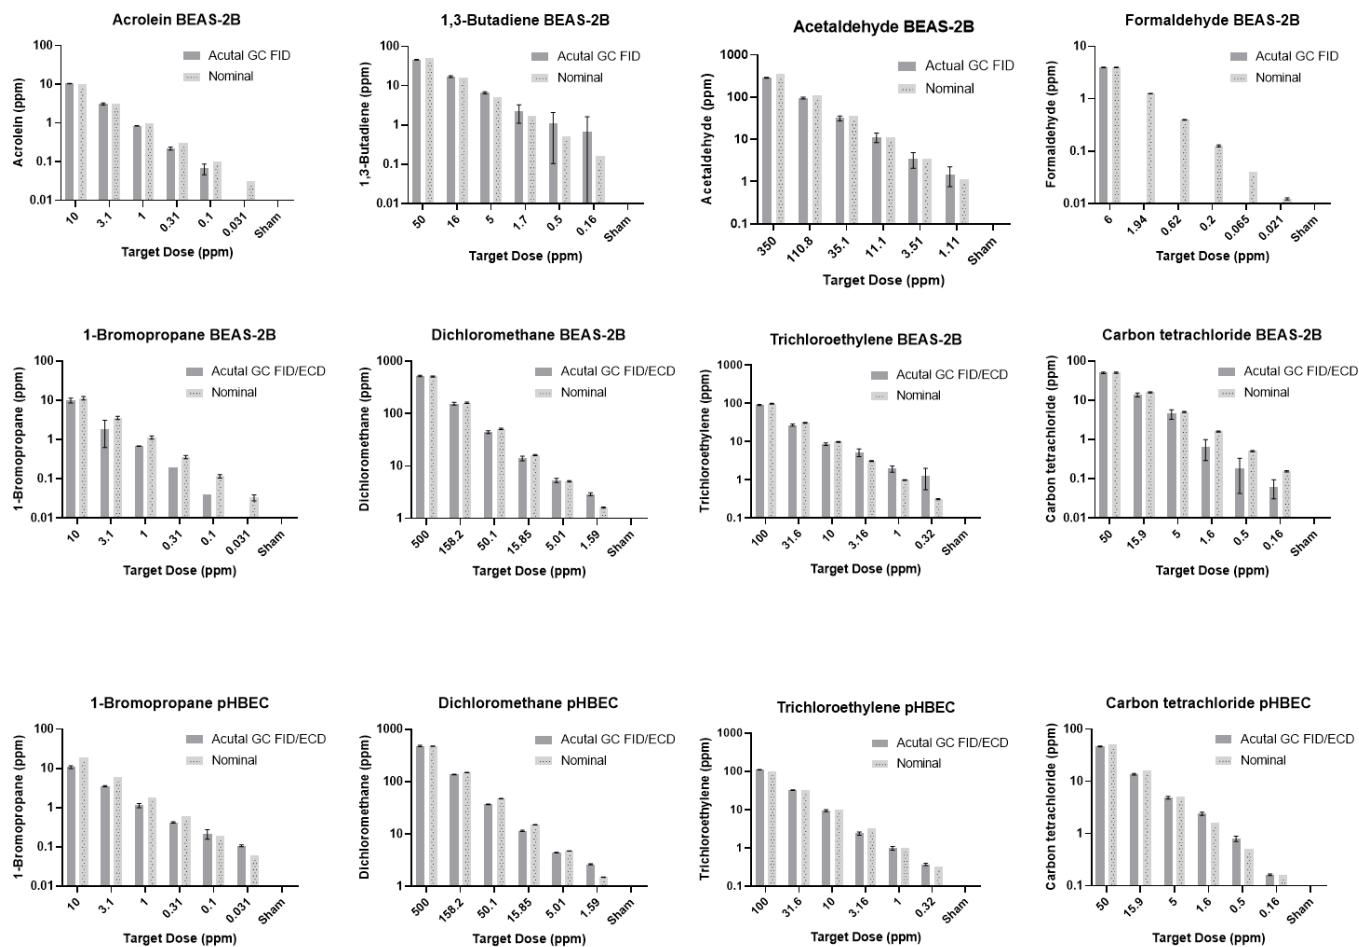 Acrolein BEAS-2B
Acrolein (ppm)
100
10
1
0.1
0.01
Acutal GC FID
Nominal
10
3.1
1
0.31
0.1
0.031
Sham
Target Dose (ppm)
1,3-Butadiene BEAS-2B
1,3-Butadiene (ppm)
100
10
1
0.1
0.01
Acutal GC FID
Nominal
50
16
5
1.7
0.5
0.16
Sham
Target Dose (ppm)
Acetaldehyde BEAS-2B
Acetaldehyde (ppm)
1000
100
10
1
0.1
Actual GC FID
Nominal
350
110.8
35.1
11.1
3.51
1.11
Sham
Target Dose (ppm)
Formaldehyde BEAS-2B
Formaldehyde (ppm)
10
1
0.1
0.01
Acutal GC FID
Nominal
6
1.94
0.62
0.2
0.065
0.021
Sham
Target Dose (ppm)
1-Bromopropane BEAS-2B
1-Bromopropane (ppm)
100
10
1
0.1
0.01
Acutal GC FID/ECD
Nominal
10
3.1
1
0.31
0.1
0.031
Sham
Target Dose (ppm)
Dichloromethane BEAS-2B
Dichloromethane (ppm)
1000
100
10
1
Acutal GC FID/ECD
Nominal
500
158.2
50.1
15.85
5.01
1.59
Sham
Target Dose (ppm)
Trichloroethylene BEAS-2B
Trichloroethylene (ppm)
1000
100
10
1
0.1
Acutal GC FID/ECD
Nominal
100
31.6
10
3.16
1
0.32
Sham
Target Dose (ppm)
Carbon tetrachloride BEAS-2B
Carbon tetrachloride (ppm)
100
10
1
0.1
0.01
Acutal GC FID/ECD
Nominal
50
15.9
5
1.6
0.5
0.16
Sham
Target Dose (ppm)
1-Bromopropane pHBEC
1-Bromopropane (ppm)
100
10
1
0.1
0.01
Acutal GC FID/ECD
Nominal
10
3.1
1
0.31
0.1
0.031
Sham
Target Dose (ppm)
Dichloromethane pHBEC
Dichloromethane (ppm)
1000
100
10
1
Acutal GC FID/ECD
Nominal
500
158.2
50.1
15.85
5.01
1.59
Sham
Target Dose (ppm)
Trichloroethylene pHBEC
Trichloroethylene (ppm)
1000
100
10
1
0.1
Acutal GC FID/ECD
Nominal
100
31.6
10
3.16
1
0.32
Sham
Target Dose (ppm)
Carbon tetrachloride pHBEC
Carbon tetrachloride (ppm)
100
10
1
0.1
Acutal GC FID/ECD
Nominal
50
15.9
5
1.6
0.5
0.16
Sham
Target Dose (ppm)